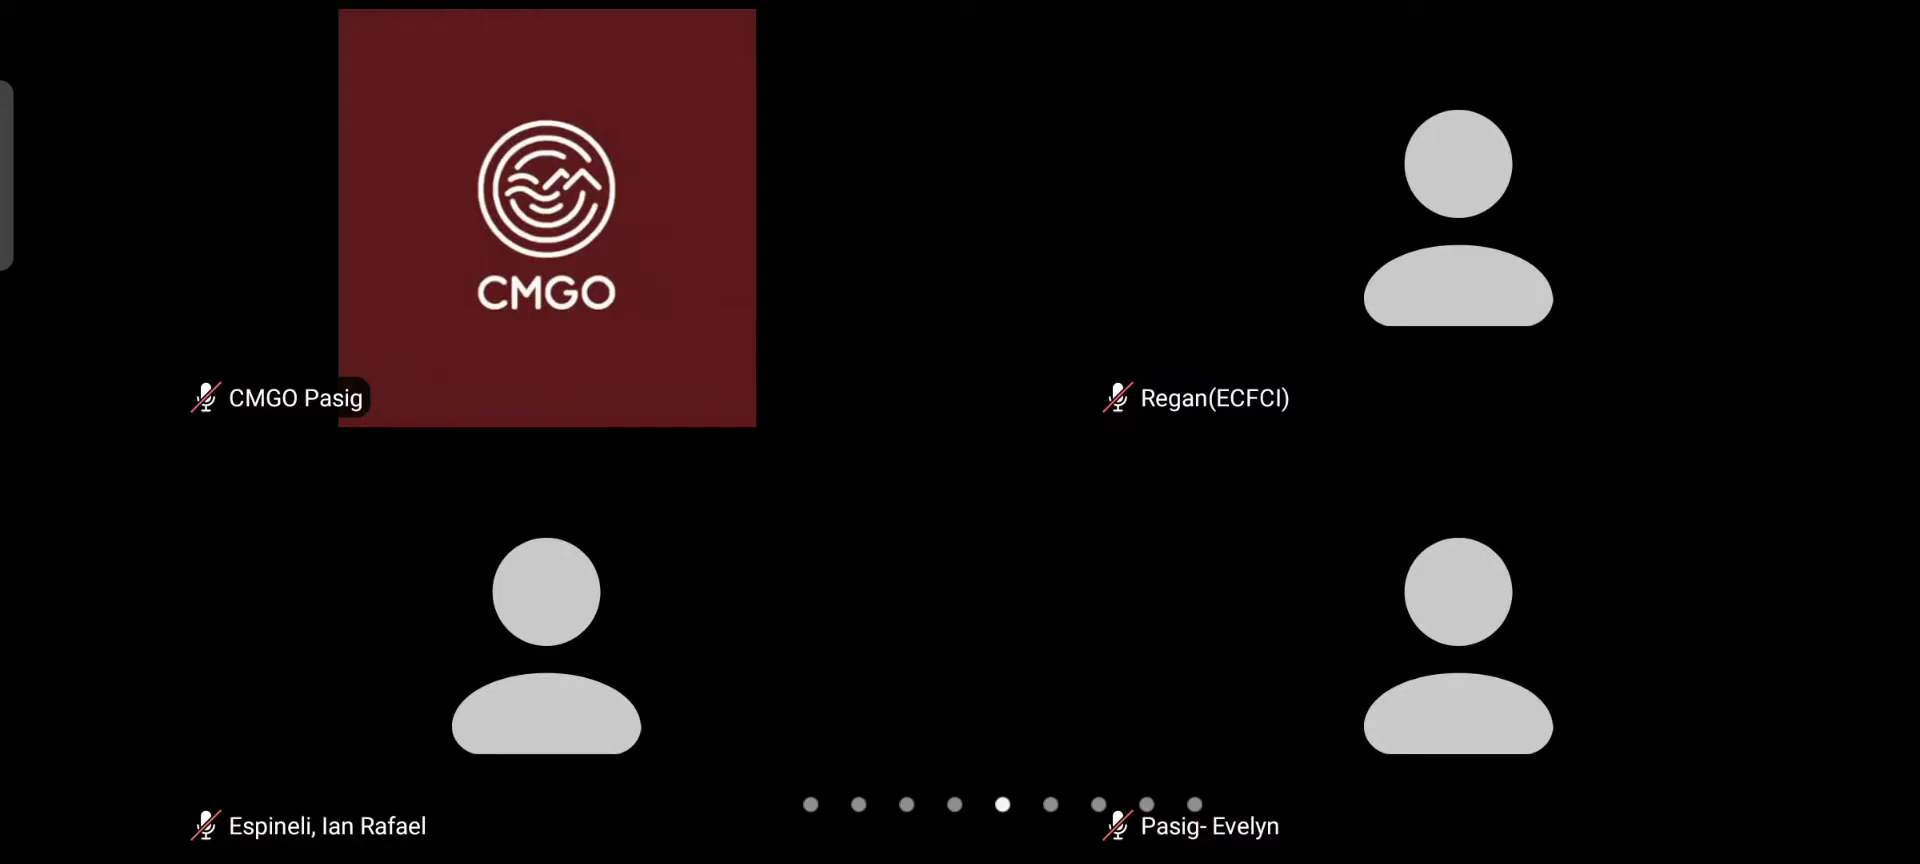 CMGO
CMGO Pasig
Regan(ECFCI)
Espineli, Ian Rafael
Pasig- Evelyn